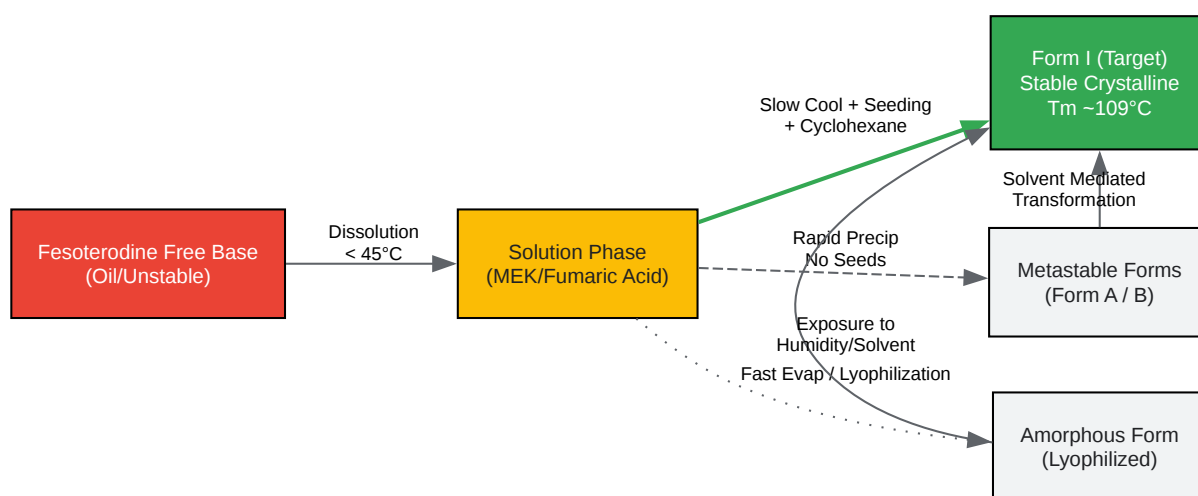 Form I (Target)
Stable Crystalline
Tm ~109°C
Slow Cool + Seeding
+ Cyclohexane
Solvent Mediated
Transformation
Fesoterodine Free Base
(Oil/Unstable)
Dissolution
< 45°C
Solution Phase
(MEK/Fumaric Acid)
Rapid Precip
No Seeds
Metastable Forms
(Form A / B)
Exposure to
Humidity/Solvent
Fast Evap / Lyophilization
Amorphous Form
(Lyophilized)